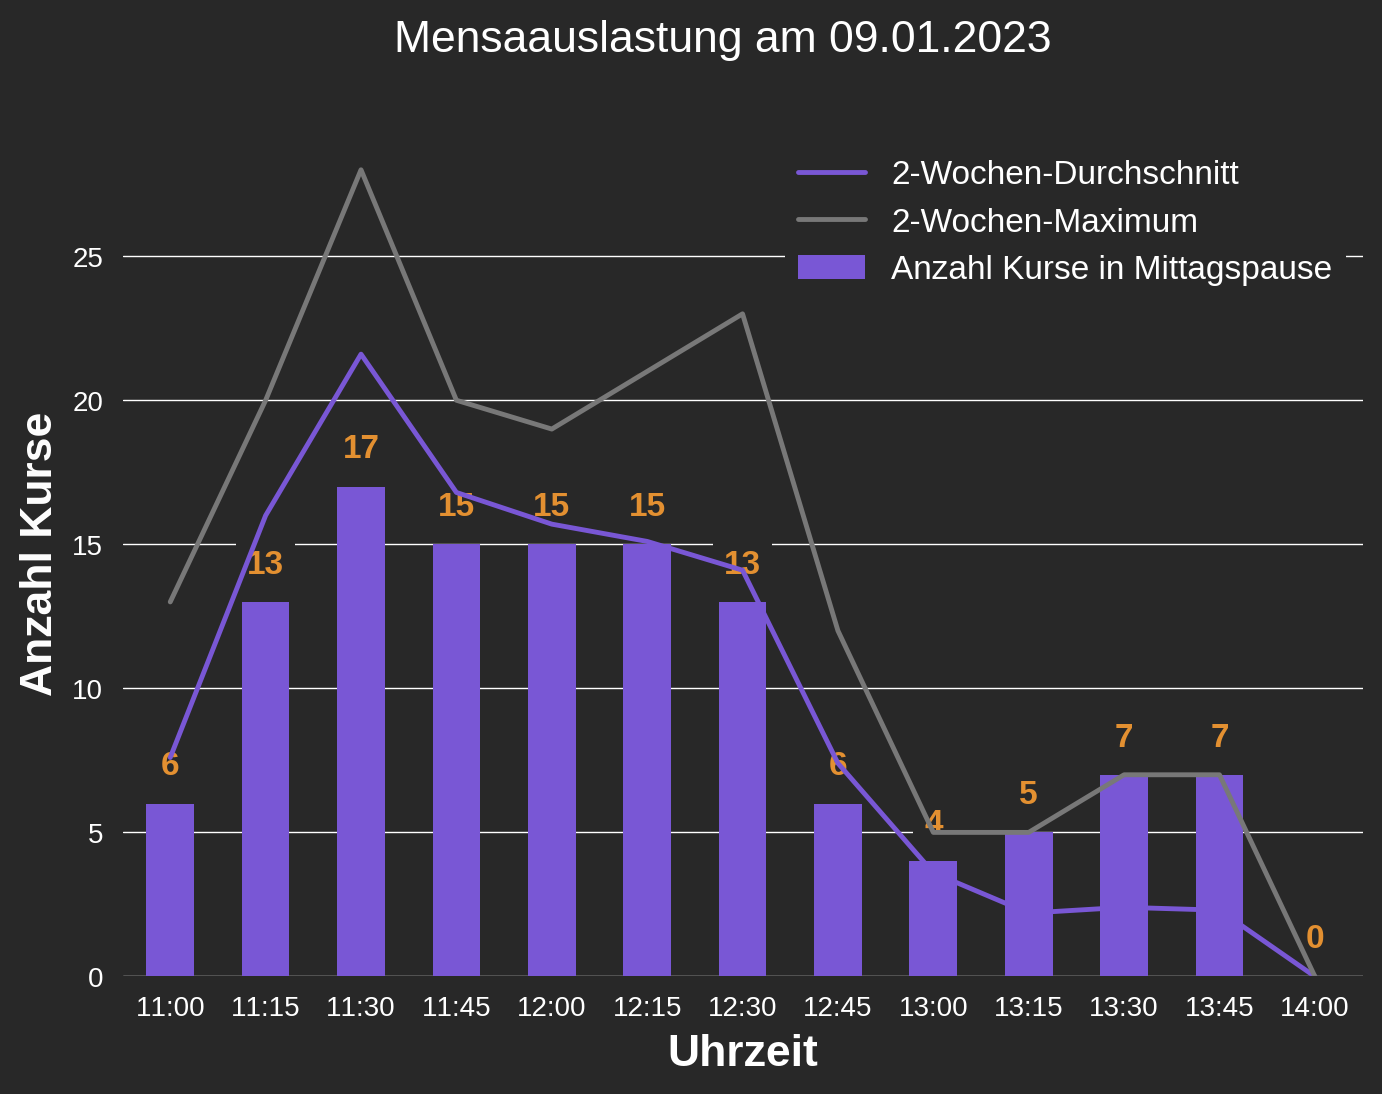 Mensaauslastung am 09.01.2023
2-Wochen-Durchschnitt
2-Wochen-Maximum
Anzahl Kurse in Mittagspause
Anzahl Kurse
25
20
15
10
5
0
6
13
17
15
15
15
13
6
4
5
7
7
0
11:00 11:15 11:30 11:45 12:00 12:15 12:30 12:45 13:00 13:15 13:30 13:45 14:00
Uhrzeit